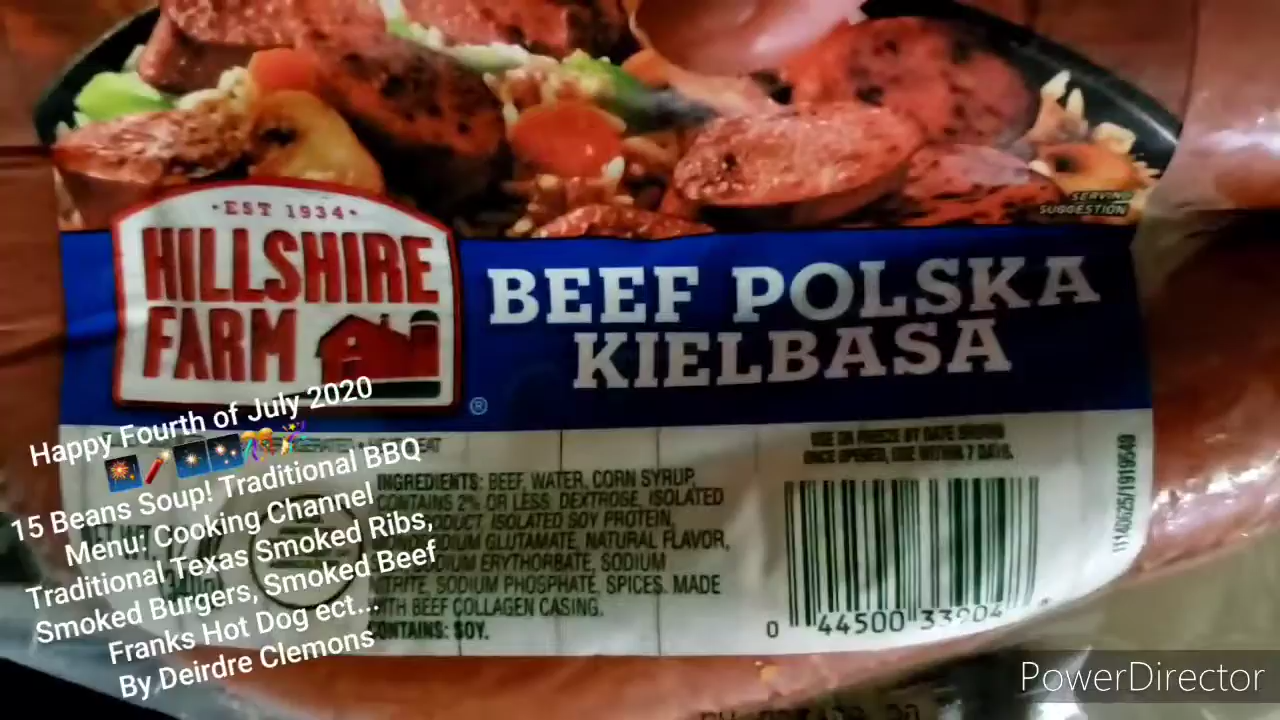 SERVING
SUGGESTION
·EST 1934·
HILLSHIRE
FARM
®
BEEF POLSKA
KIELBASA
Happy Fourth of July 2020
🎆🧨🎇🎇🎊🎉
15 Beans Soup! Traditional BBQ
Menu: Cooking Channel
Traditional Texas Smoked Ribs,
Smoked Burgers, Smoked Beef
Franks Hot Dog ect...
By Deirdre Clemons
USE OR FREEZE BY DATE SHOWN
ONCE OPENED, USE WITHIN 7 DAYS.
INGREDIENTS: BEEF, WATER, CORN SYRUP,
CONTAINS 2% OR LESS: DEXTROSE, ISOLATED
ISOLATED SOY PROTEIN,
GLUTAMATE, NATURAL FLAVOR,
ERYTHORBATE, SODIUM
NITRITE, SODIUM PHOSPHATE, SPICES. MADE
WITH BEEF COLLAGEN CASING.
CONTAINS: SOY.
0 44500 33904
11140625/1919649
PowerDirector